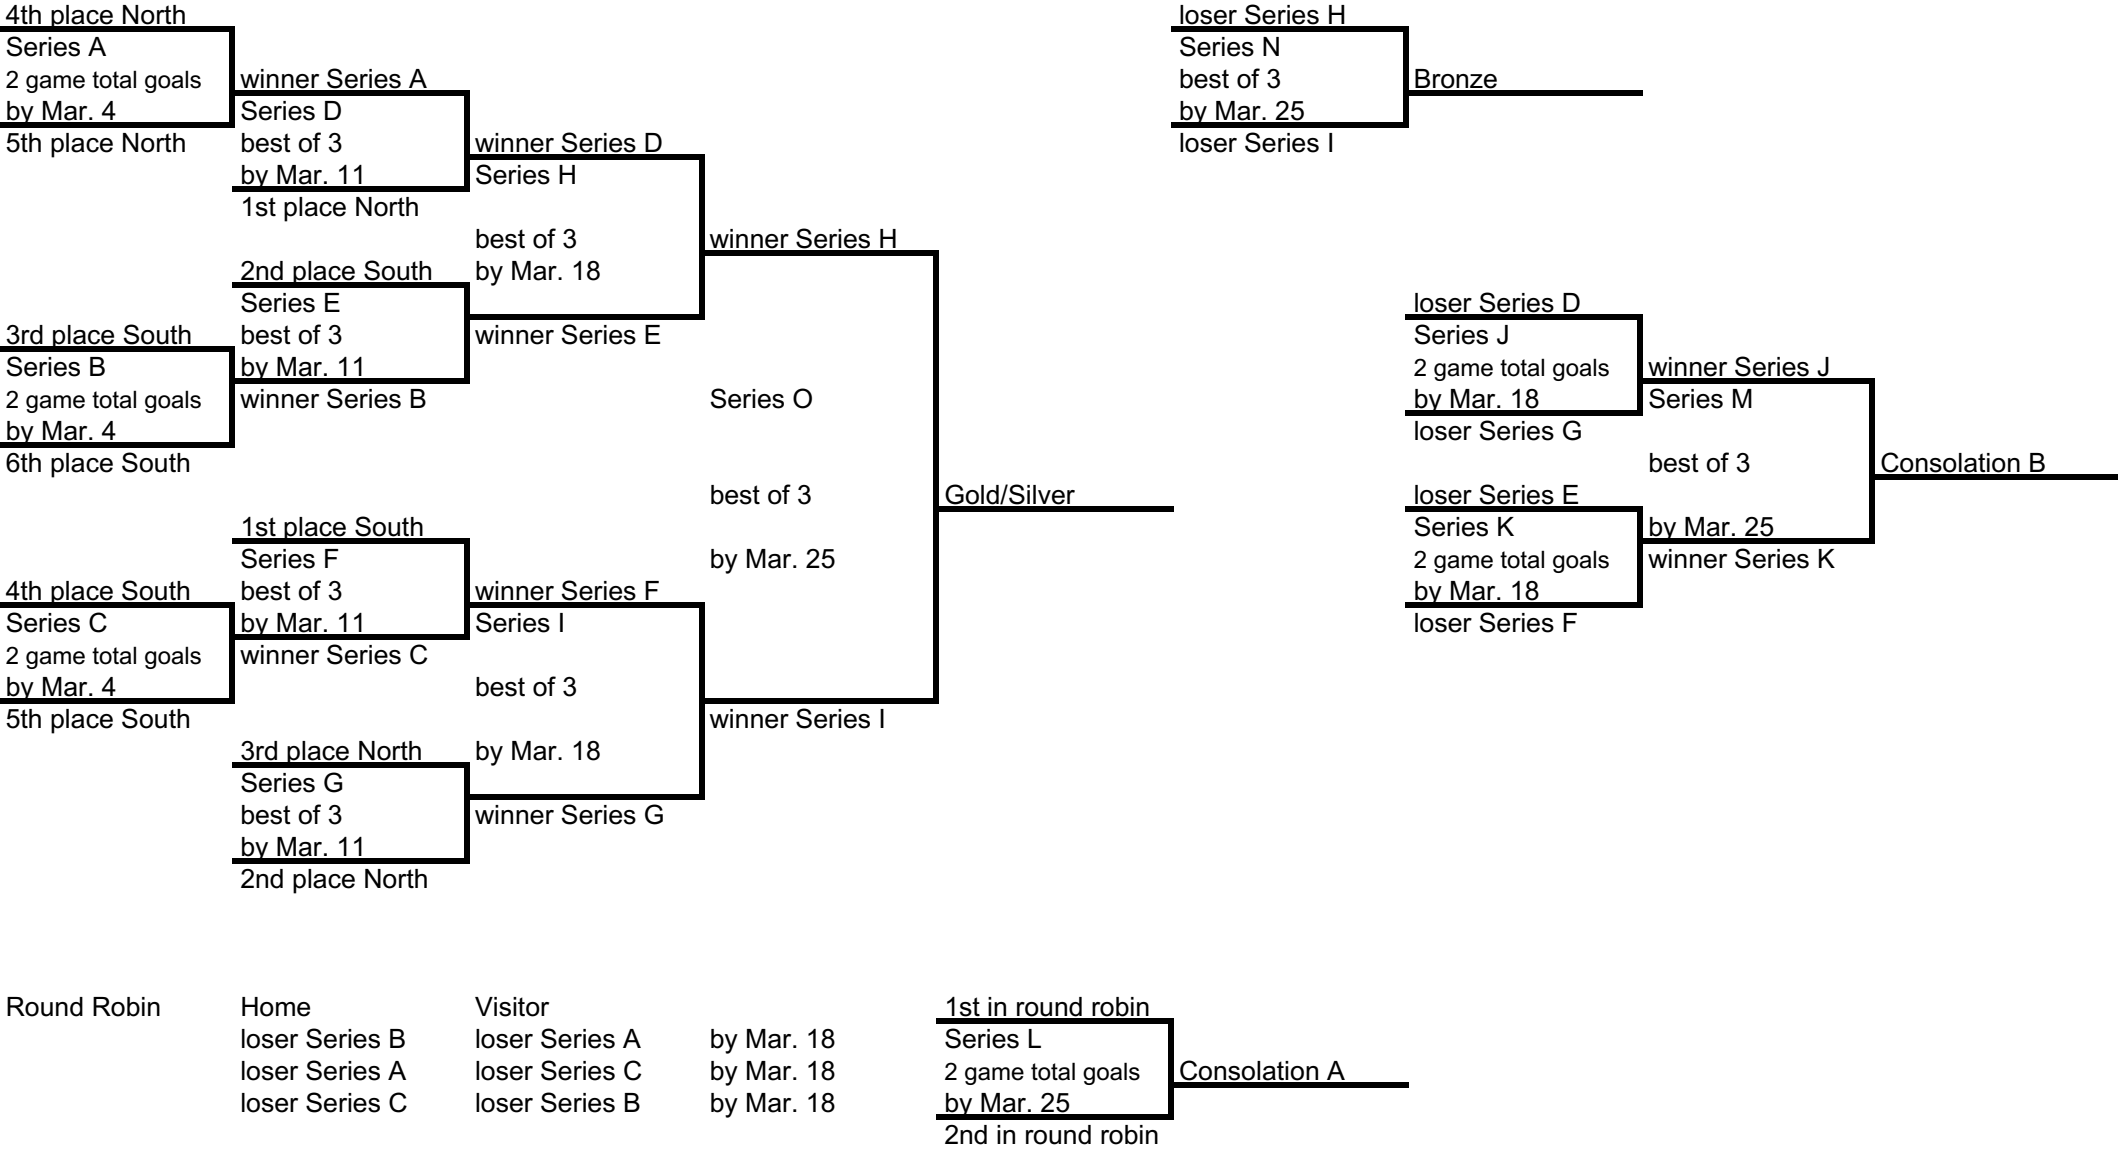 4th place North
Series A
2 game total goals
by Mar. 4
5th place North
winner Series A
Series D
best of 3
by Mar. 11
1st place North
winner Series D
Series H
best of 3
by Mar. 18
winner Series E
2nd place South
Series E
best of 3
by Mar. 11
winner Series B
3rd place South
Series B
2 game total goals
by Mar. 4
6th place South
winner Series H
Series O
best of 3
by Mar. 25
winner Series I
Gold/Silver
1st place South
Series F
best of 3
by Mar. 11
winner Series C
4th place South
Series C
2 game total goals
by Mar. 4
5th place South
winner Series F
Series I
best of 3
by Mar. 18
winner Series G
3rd place North
Series G
best of 3
by Mar. 11
2nd place North
loser Series H
Series N
best of 3
by Mar. 25
loser Series I
Bronze
loser Series D
Series J
2 game total goals
by Mar. 18
loser Series G
winner Series J
Series M
best of 3
by Mar. 25
winner Series K
Consolation B
loser Series E
Series K
2 game total goals
by Mar. 18
loser Series F
Round Robin Home Visitor
loser Series B loser Series A by Mar. 18
loser Series A loser Series C by Mar. 18
loser Series C loser Series B by Mar. 18
1st in round robin
Series L
2 game total goals
by Mar. 25
2nd in round robin
Consolation A